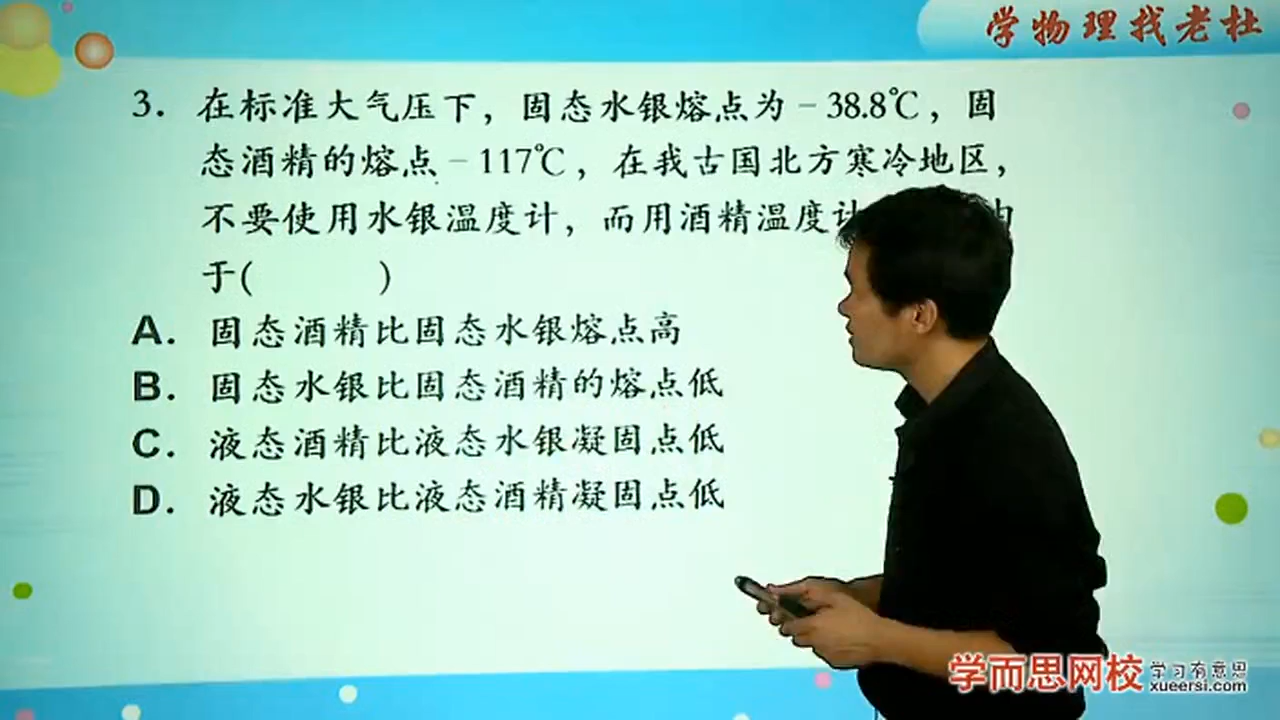 学物理找老杜
3. 在标准大气压下，固态水银熔点为－38.8℃，固
态酒精的熔点－117℃，在我古国北方寒冷地区，
不要使用水银温度计，而用酒精温度计
于(　　)
A. 固态酒精比固态水银熔点高
B. 固态水银比固态酒精的熔点低
C. 液态酒精比液态水银凝固点低
D. 液态水银比液态酒精凝固点低
学而思网校 学习有意思
xueersi.com